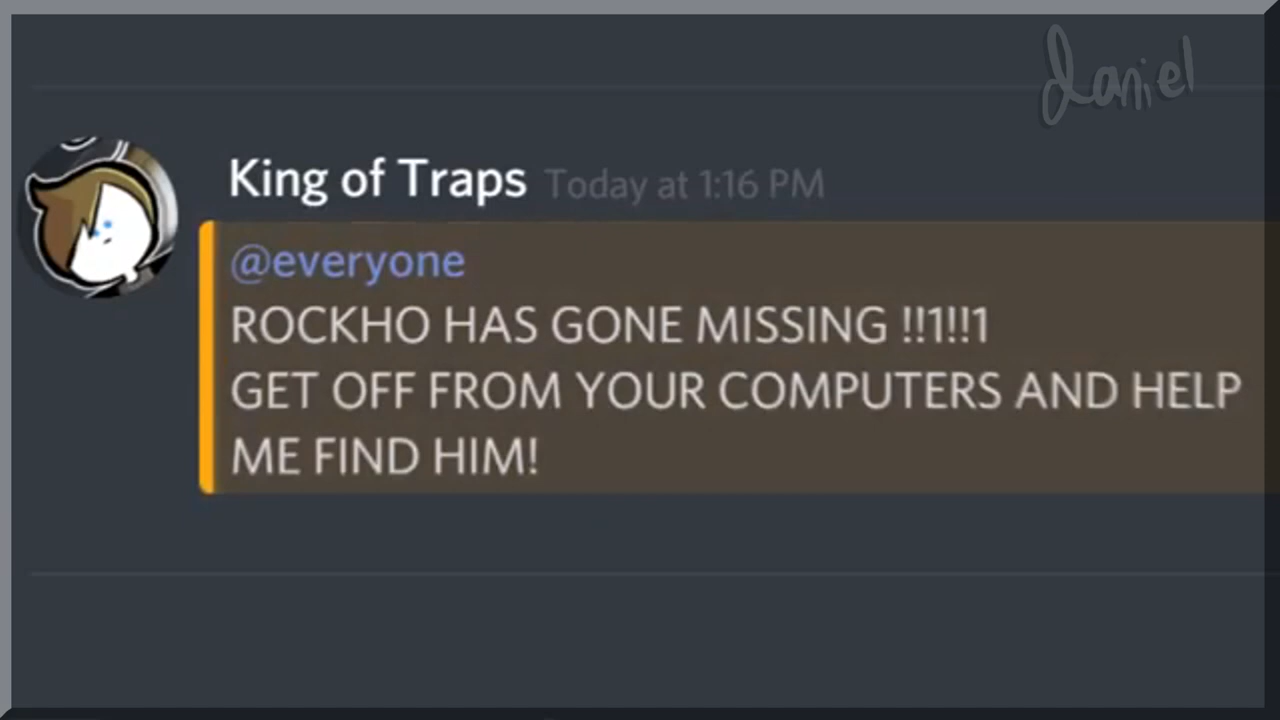 daniel
King of Traps Today at 1:16 PM
@everyone
ROCKHO HAS GONE MISSING !!1!!1
GET OFF FROM YOUR COMPUTERS AND HELP
ME FIND HIM!